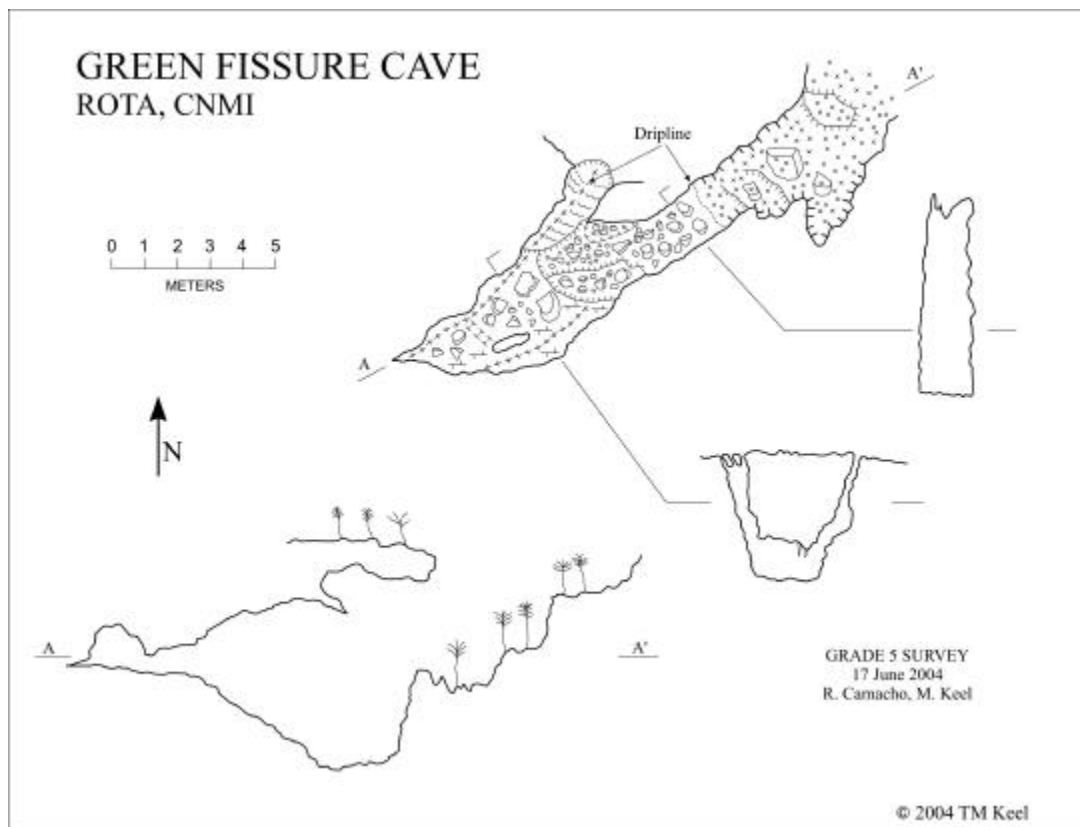 GREEN FISSURE CAVE
ROTA, CNMI
A'
Dripline
0 1 2 3 4 5
METERS
A
N
A
A'
GRADE 5 SURVEY
17 June 2004
R. Camacho, M. Keel
© 2004 TM Keel